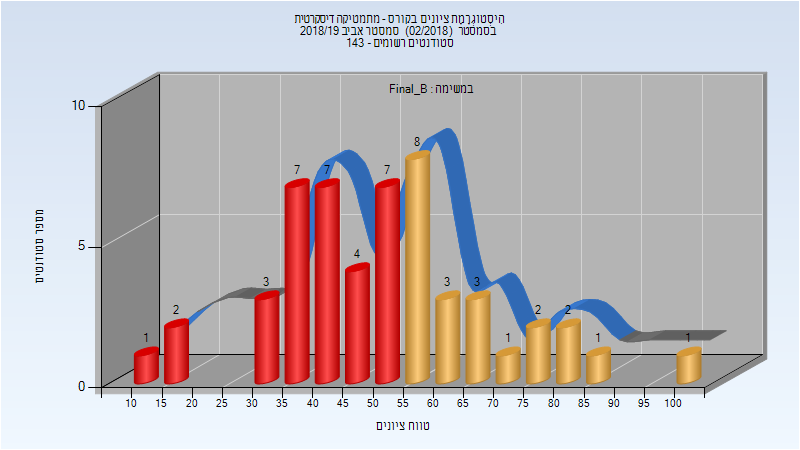 היסטוגרמת ציונים בקורס - מתמטיקה דיסקרטית
בסמסטר (02/2018) סמסטר אביב 2018/19
סטודנטים רשומים - 143
במשימה : Final_B
מספר סטודנטים
10
5
0
1
2
3
7
7
4
7
8
3
3
1
2
2
1
1
10 15 20 25 30 35 40 45 50 55 60 65 70 75 80 85 90 95 100
טווח ציונים